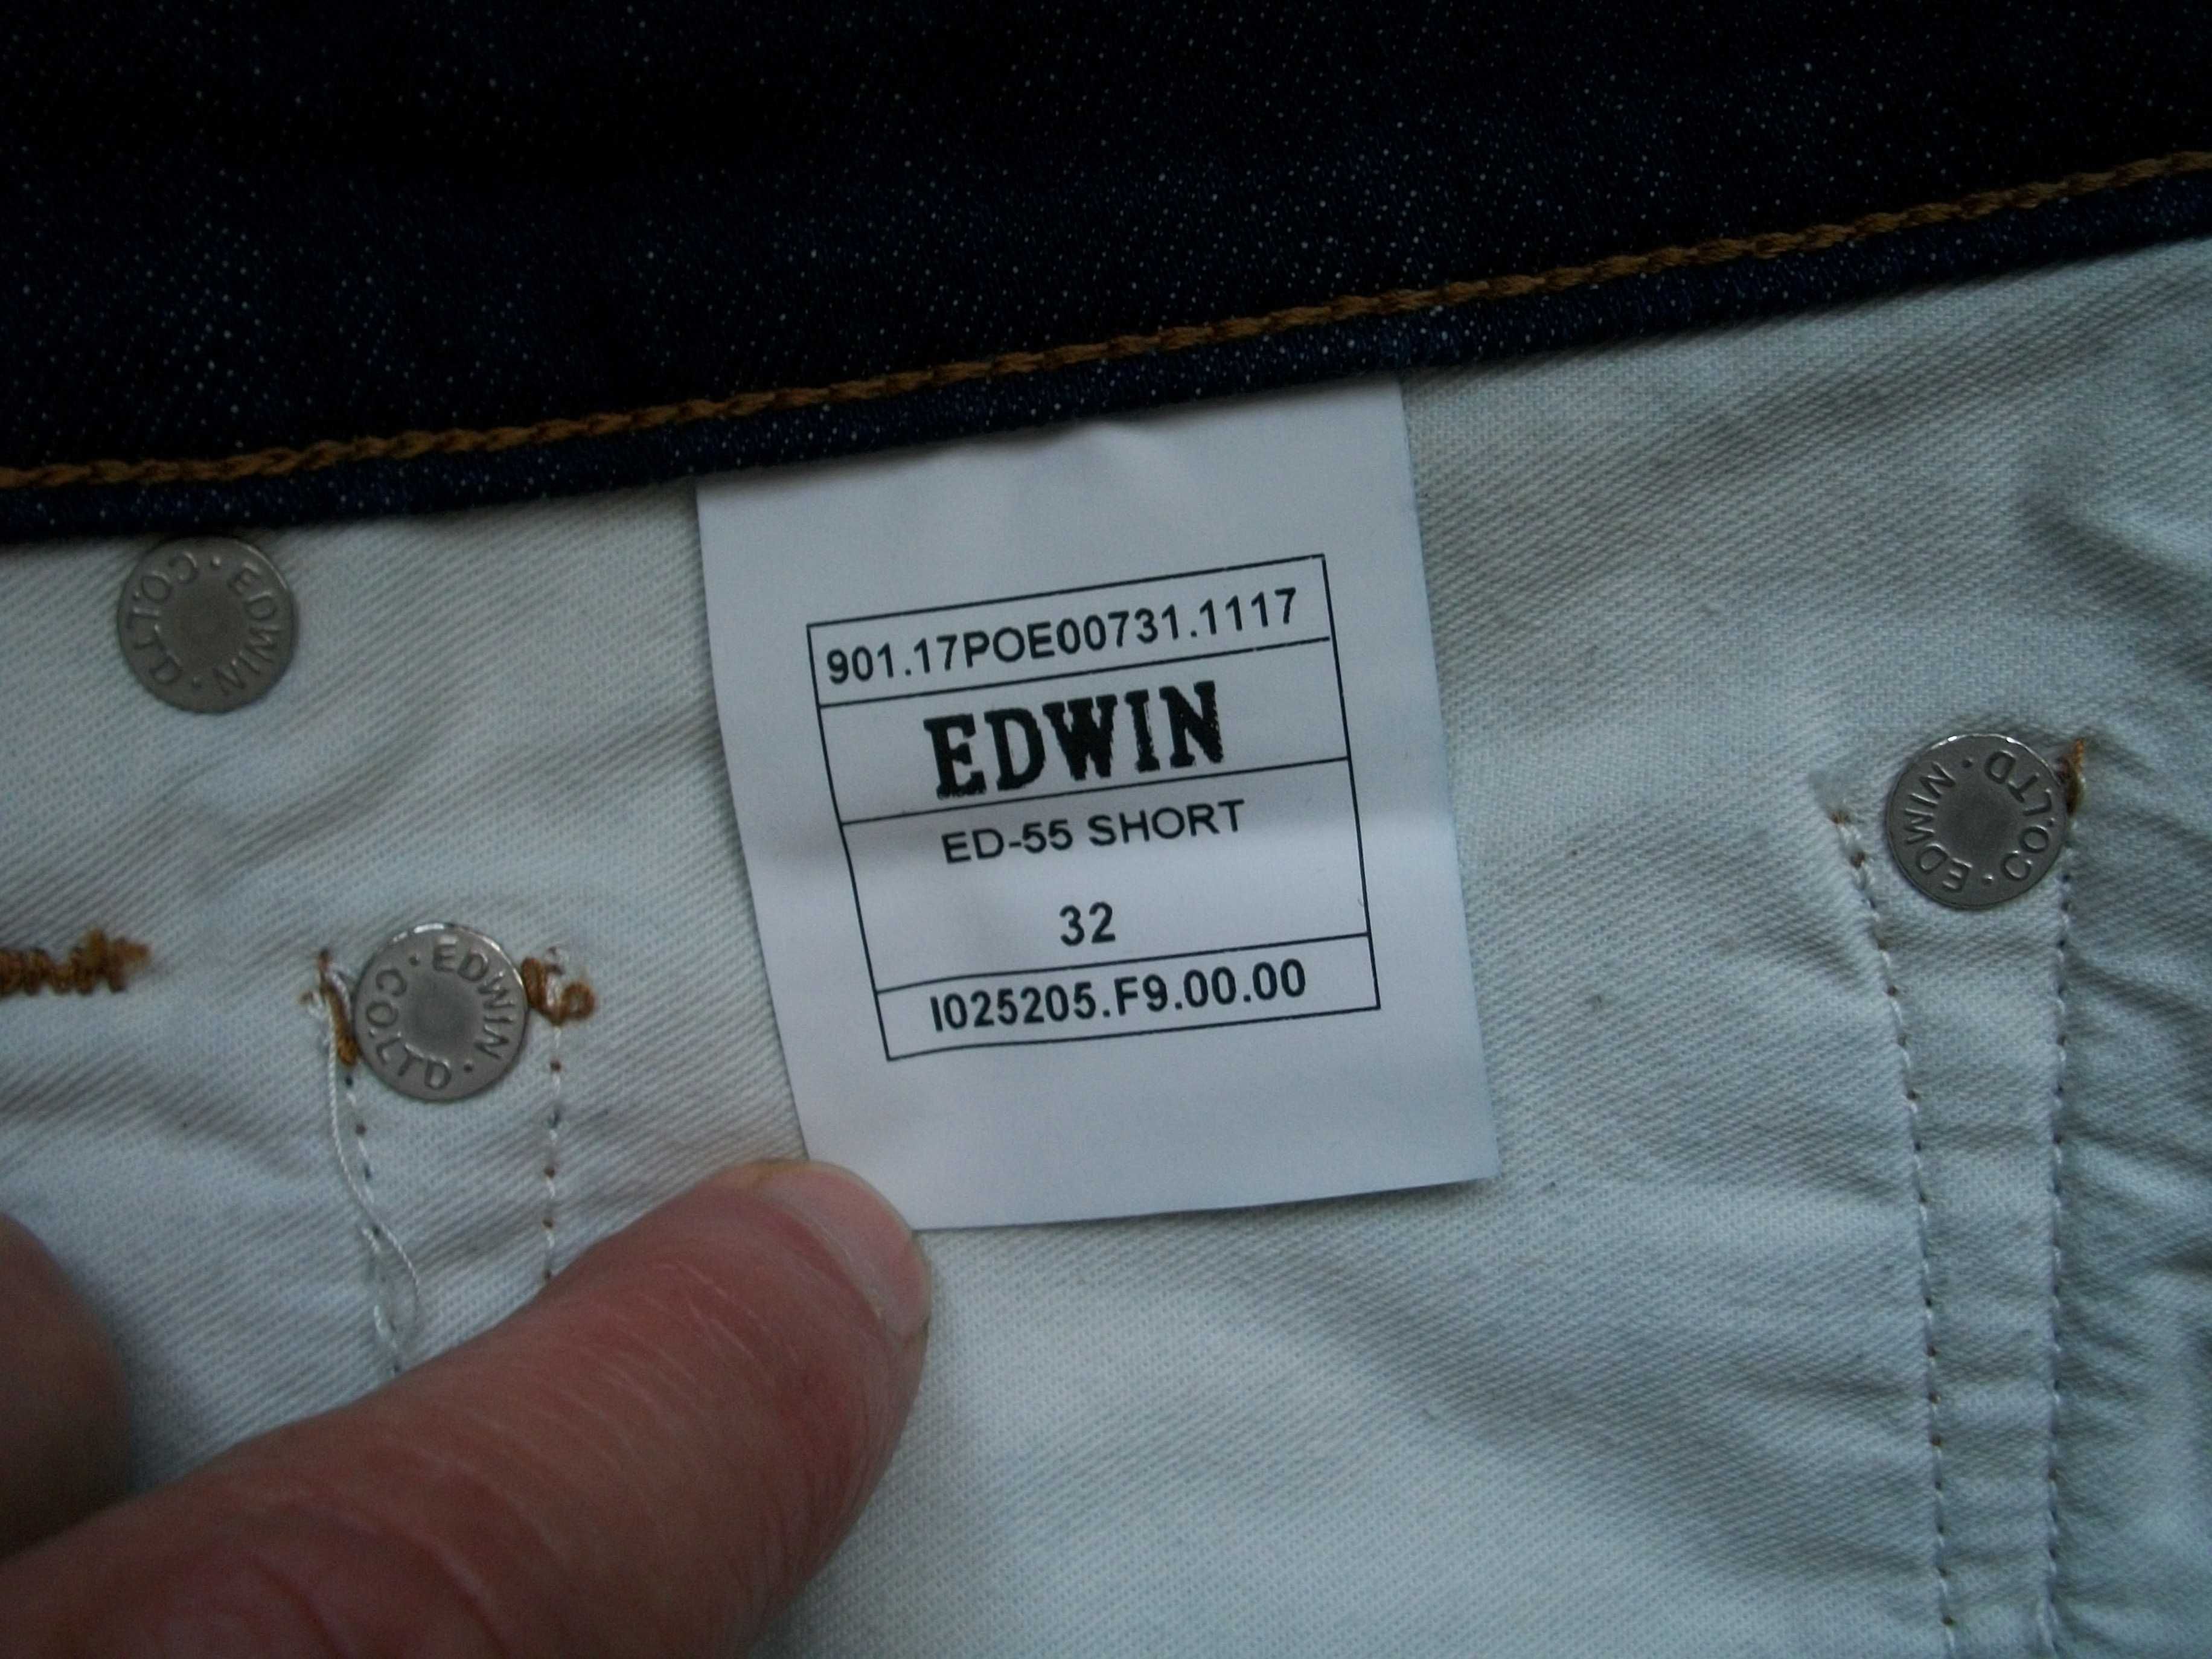 901.17POE00731.1117
EDWIN
ED-55 SHORT
32
I025205.F9.00.00
EDWIN · CO.LTD ·
EDWIN · CO.LTD ·
EDWIN · CO.LTD ·